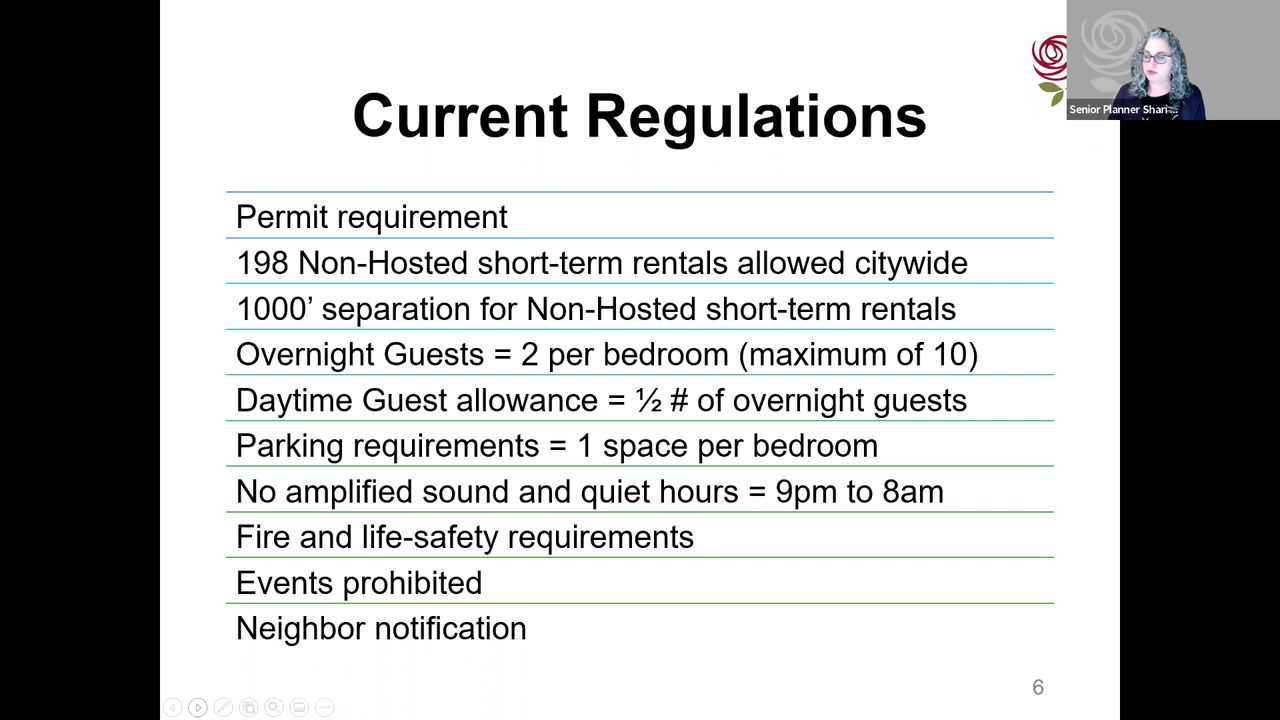 Current Regulations
Senior Planner Shari...
Permit requirement
198 Non-Hosted short-term rentals allowed citywide
1000’ separation for Non-Hosted short-term rentals
Overnight Guests = 2 per bedroom (maximum of 10)
Daytime Guest allowance = ½ # of overnight guests
Parking requirements = 1 space per bedroom
No amplified sound and quiet hours = 9pm to 8am
Fire and life-safety requirements
Events prohibited
Neighbor notification
6